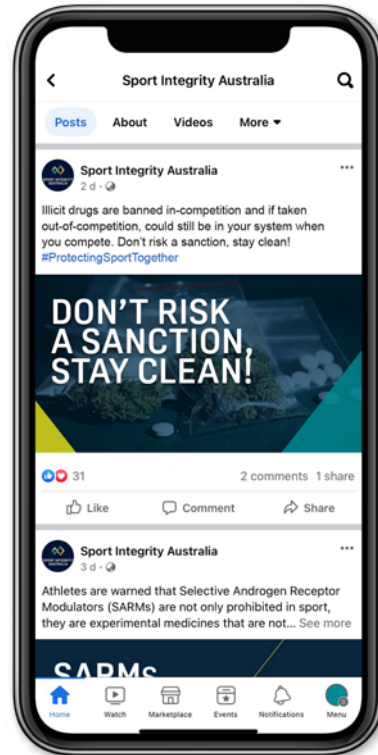 Sport Integrity Australia
Posts About Videos More
Sport Integrity Australia
2 d ·
Illicit drugs are banned in-competition and if taken
out-of-competition, could still be in your system when
you compete. Don't risk a sanction, stay clean!
#ProtectingSportTogether
DON'T RISK
A SANCTION,
STAY CLEAN!
31 2 comments 1 share
Like Comment Share
Sport Integrity Australia
3 d ·
Athletes are warned that Selective Androgen Receptor
Modulators (SARMs) are not only prohibited in sport,
they are experimental medicines that are not... See more
SARMs
Home Watch Marketplace Events Notifications Menu